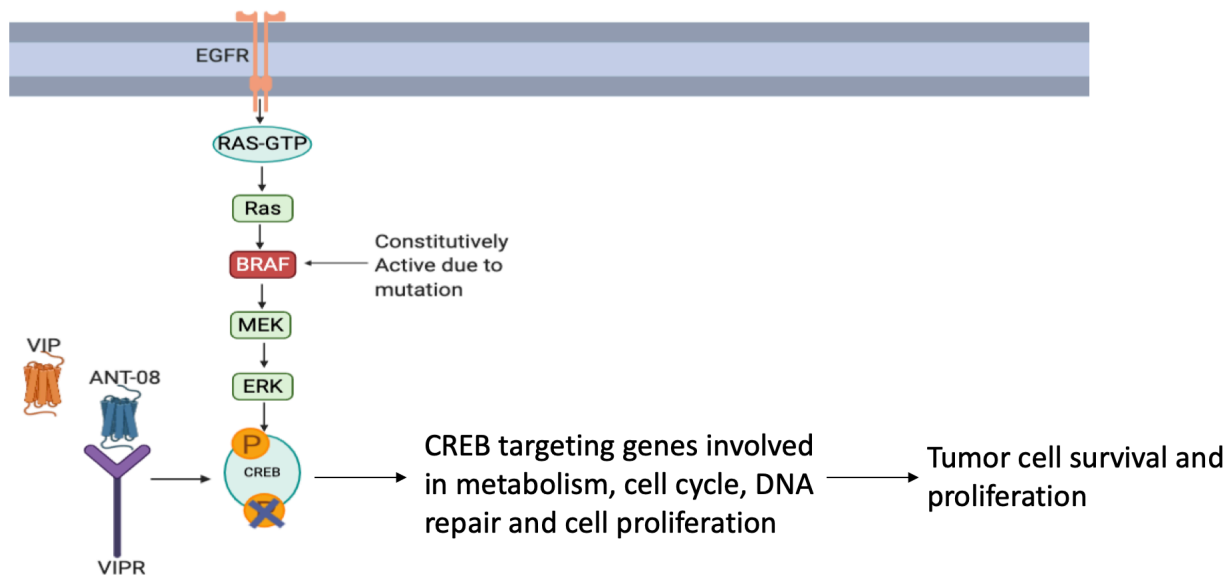 EGFR
RAS-GTP
Ras
BRAF
Constitutively
Active due to
mutation
MEK
VIP
ANT-08
ERK
P
CREB
CREB targeting genes involved
in metabolism, cell cycle, DNA
repair and cell proliferation
Tumor cell survival and
proliferation
VIPR